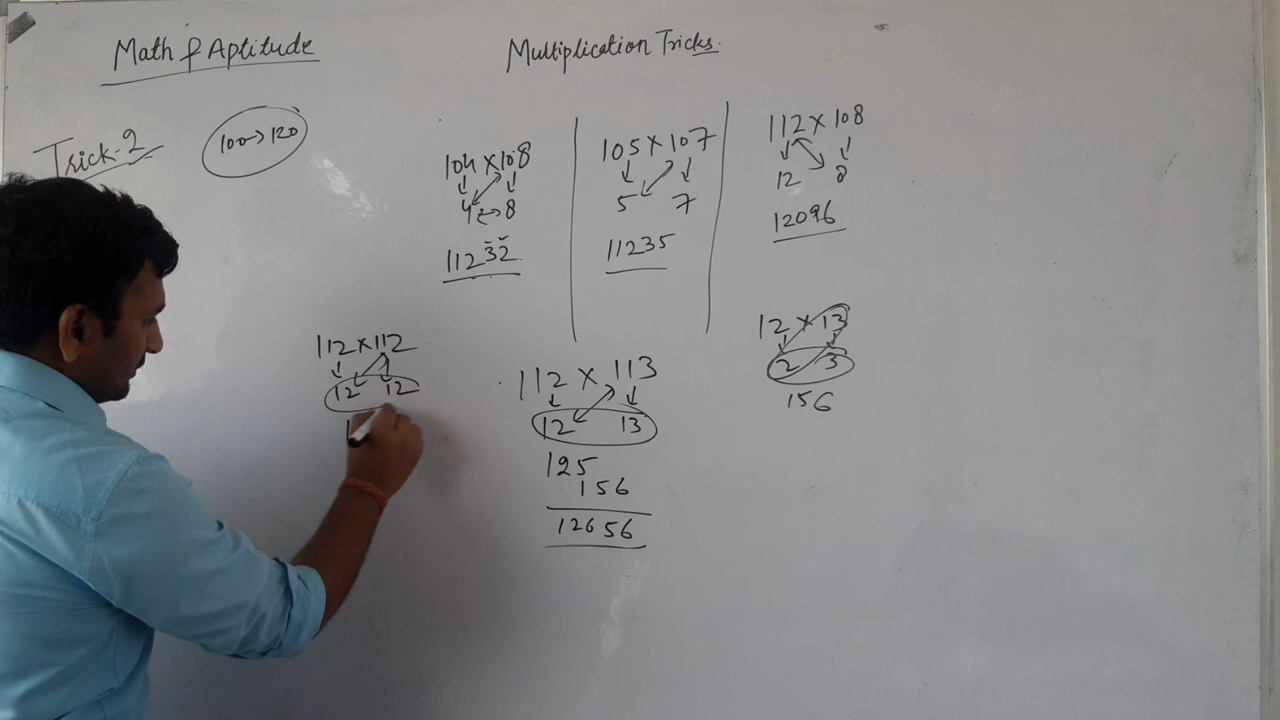 Math & Aptitude
Multiplication Tricks.
Trick-2
100→120
104 x 108
4 ↔ 8
11232
105 x 107
5 7
11235
112 x 108
12 8
12096
112 x 112
12 12
1
112 x 113
12 13
125
156
12656
12 x 13
2 3
156